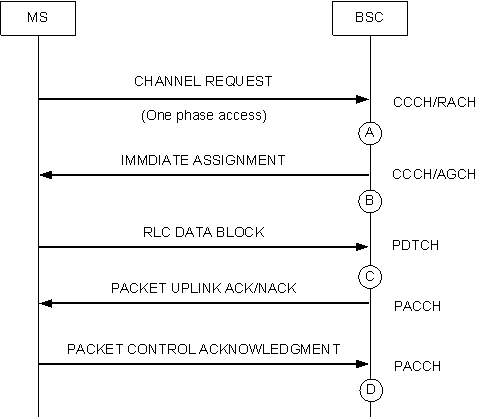 MS
BSC
CHANNEL REQUEST
(One phase access)
CCCH/RACH
A
IMMDIATE ASSIGNMENT
CCCH/AGCH
B
RLC DATA BLOCK
PDTCH
C
PACKET UPLINK ACK/NACK
PACCH
PACKET CONTROL ACKNOWLEDGMENT
PACCH
D